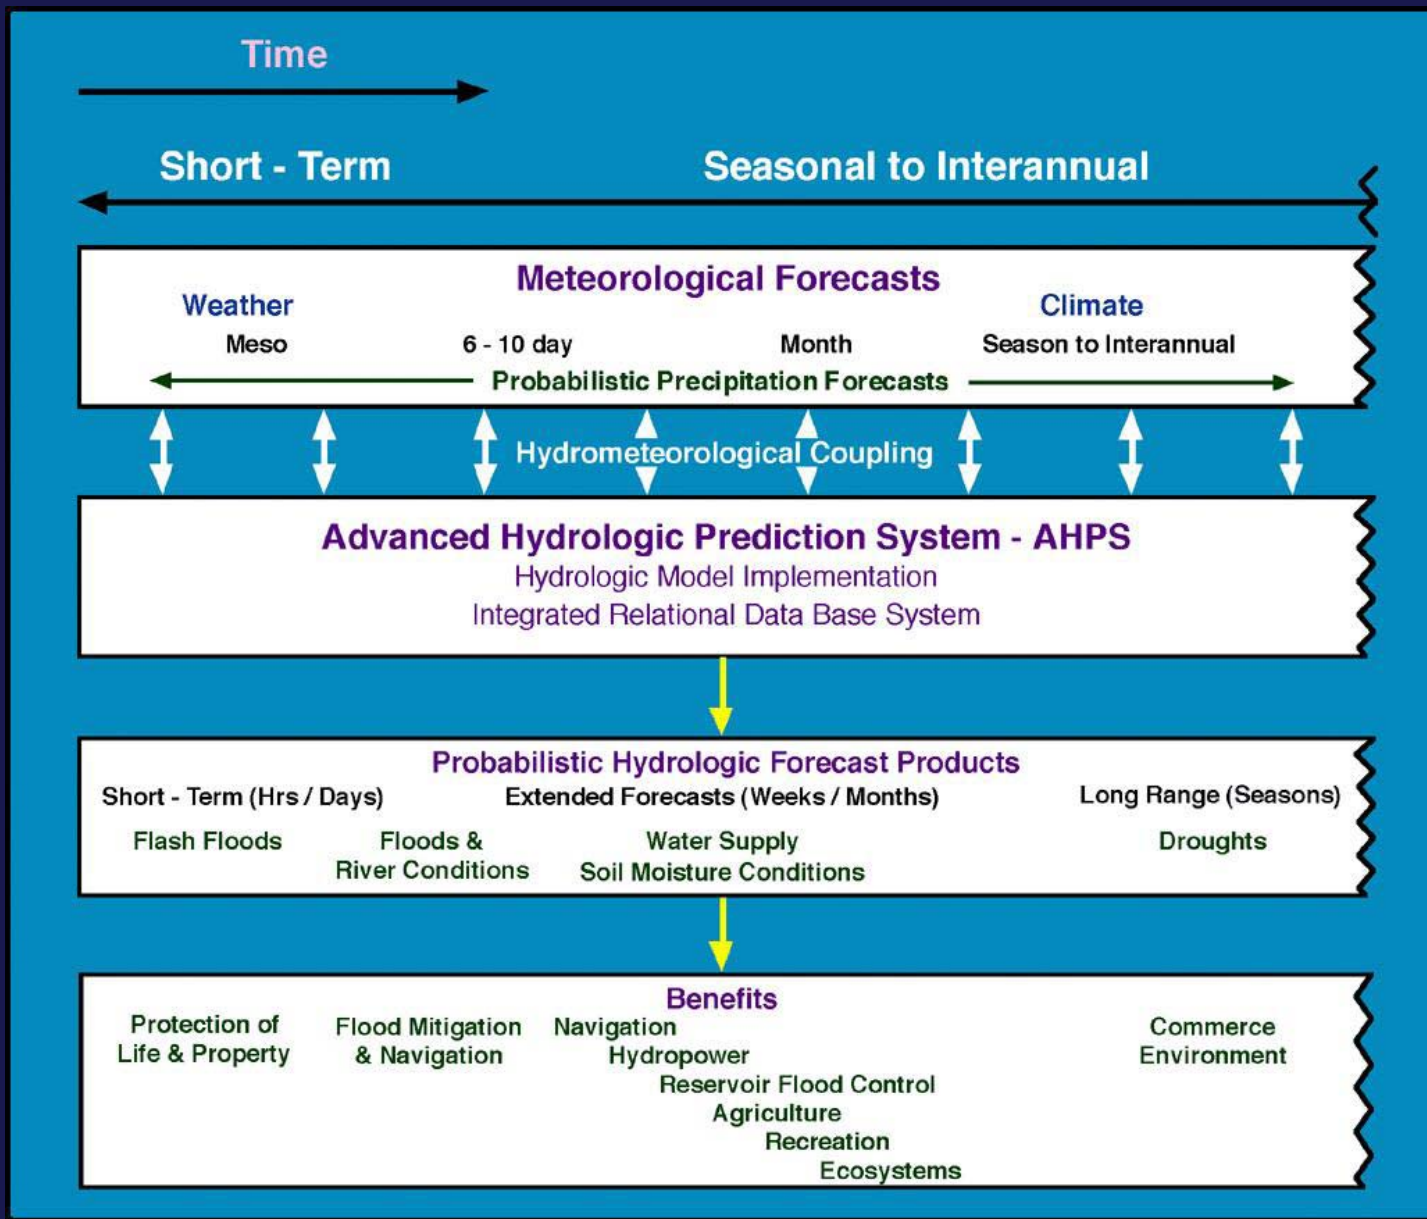 Time
Short - Term Seasonal to Interannual
Meteorological Forecasts
Weather Climate
Meso 6 - 10 day Month Season to Interannual
Probabilistic Precipitation Forecasts
Hydrometeorological Coupling
Advanced Hydrologic Prediction System - AHPS
Hydrologic Model Implementation
Integrated Relational Data Base System
Probabilistic Hydrologic Forecast Products
Short - Term (Hrs / Days) Extended Forecasts (Weeks / Months) Long Range (Seasons)
Flash Floods Floods & Water Supply Droughts
River Conditions Soil Moisture Conditions
Benefits
Protection of Flood Mitigation Navigation Commerce
Life & Property & Navigation Hydropower Environment
Reservoir Flood Control
Agriculture
Recreation
Ecosystems